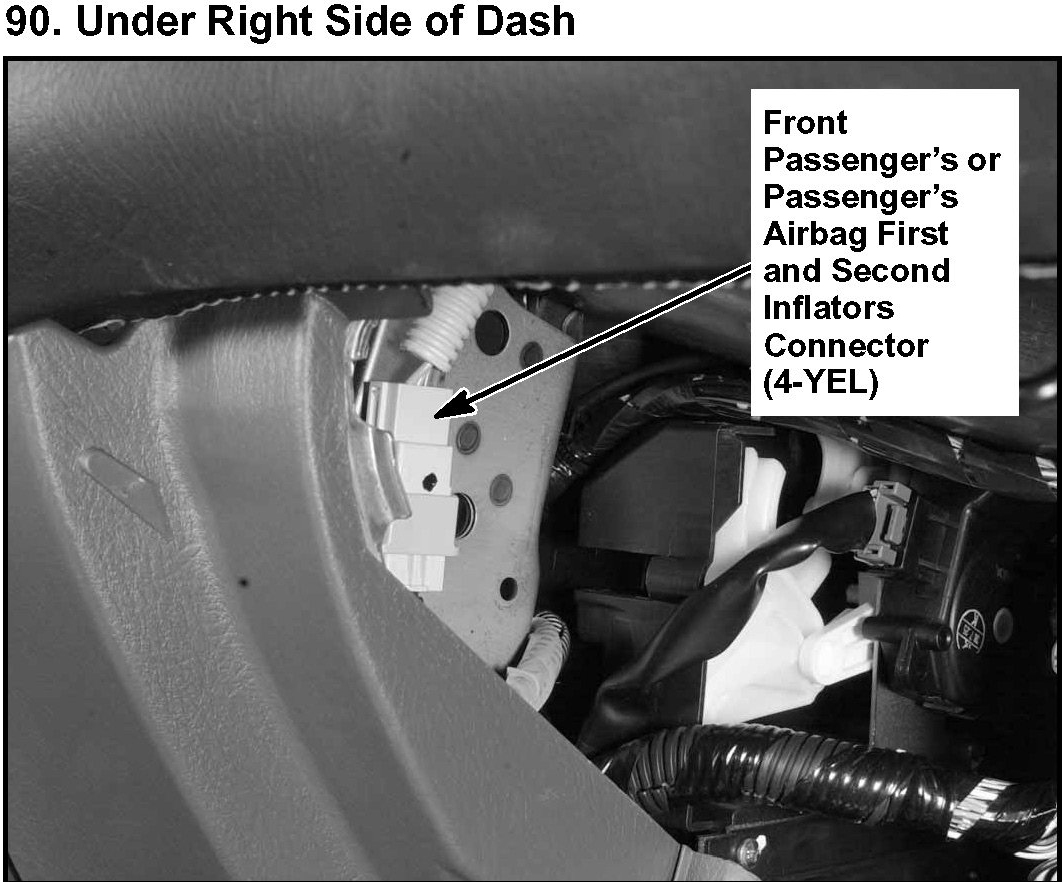 90. Under Right Side of Dash
Front
Passenger’s or
Passenger’s
Airbag First
and Second
Inflators
Connector
(4-YEL)